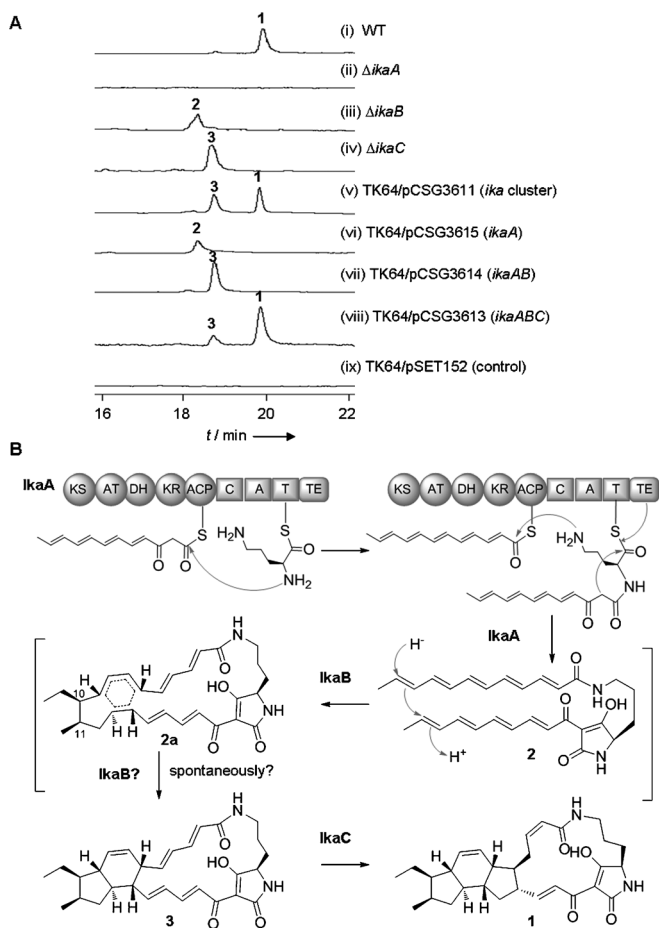 A
1
(i) WT
(ii) ΔikaA
2
(iii) ΔikaB
3
(iv) ΔikaC
3 1
(v) TK64/pCSG3611 (ika cluster)
2
(vi) TK64/pCSG3615 (ikaA)
3
(vii) TK64/pCSG3614 (ikaAB)
3 1
(viii) TK64/pCSG3613 (ikaABC)
(ix) TK64/pSET152 (control)
16 18 20 22
t / min
B
IkaA KS AT DH KR ACP C A T TE
KS AT DH KR ACP C A T TE
S S
O O O H2N O NH2
S S
O H2N O NH
O O
IkaA
H- O N H HO
O O NH
H+
2
IkaB
H H H H
10 11
O N H HO
O O NH
2a
IkaB? spontaneously?
H H H H
O N H HO
O O NH
3
IkaC
H H H H
O N H HO
O O NH
1